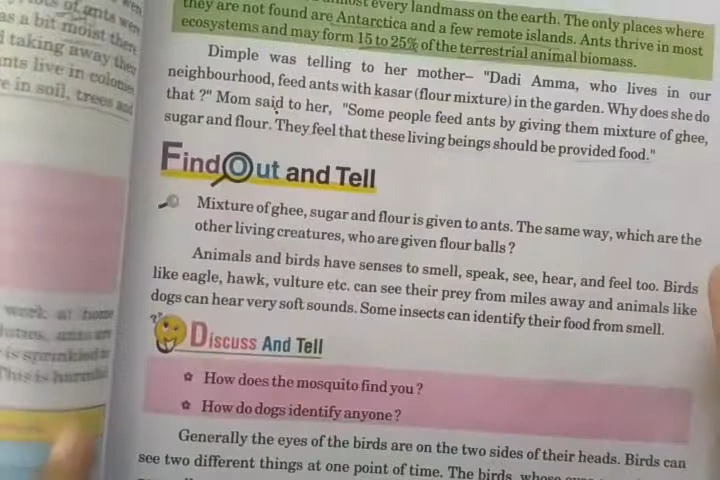 of ants wen
as a bit moist then
taking away they
ants live in colonies
e in soil, trees and
work at home
is sprinkled in
This is harmful
every landmass on the earth. The only places where
they are not found are Antarctica and a few remote islands. Ants thrive in most
ecosystems and may form 15 to 25% of the terrestrial animal biomass.
Dimple was telling to her mother– "Dadi Amma, who lives in our
neighbourhood, feed ants with kasar (flour mixture) in the garden. Why does she do
that ?" Mom said to her, "Some people feed ants by giving them mixture of ghee,
sugar and flour. They feel that these living beings should be provided food."
Find Out and Tell
Mixture of ghee, sugar and flour is given to ants. The same way, which are the
other living creatures, who are given flour balls ?
Animals and birds have senses to smell, speak, see, hear, and feel too. Birds
like eagle, hawk, vulture etc. can see their prey from miles away and animals like
dogs can hear very soft sounds. Some insects can identify their food from smell.
Discuss And Tell
✿ How does the mosquito find you ?
✿ How do dogs identify anyone ?
Generally the eyes of the birds are on the two sides of their heads. Birds can
see two different things at one point of time. The birds, whose